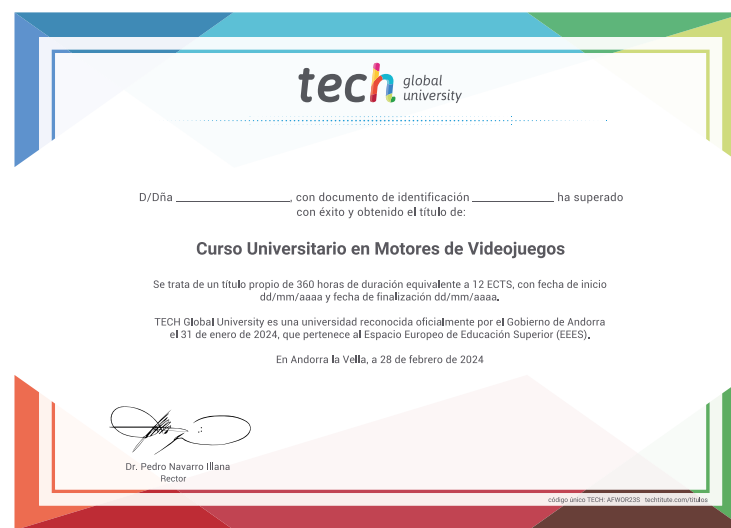 tech global
university
D/Dña ____________________, con documento de identificación ______________ ha superado
con éxito y obtenido el título de:
Curso Universitario en Motores de Videojuegos
Se trata de un título propio de 360 horas de duración equivalente a 12 ECTS, con fecha de inicio
dd/mm/aaaa y fecha de finalización dd/mm/aaaa.
TECH Global University es una universidad reconocida oficialmente por el Gobierno de Andorra
el 31 de enero de 2024, que pertenece al Espacio Europeo de Educación Superior (EEES).
En Andorra la Vella, a 28 de febrero de 2024
Dr. Pedro Navarro Illana
Rector
código único TECH: AFWOR23S techtitute.com/titulos